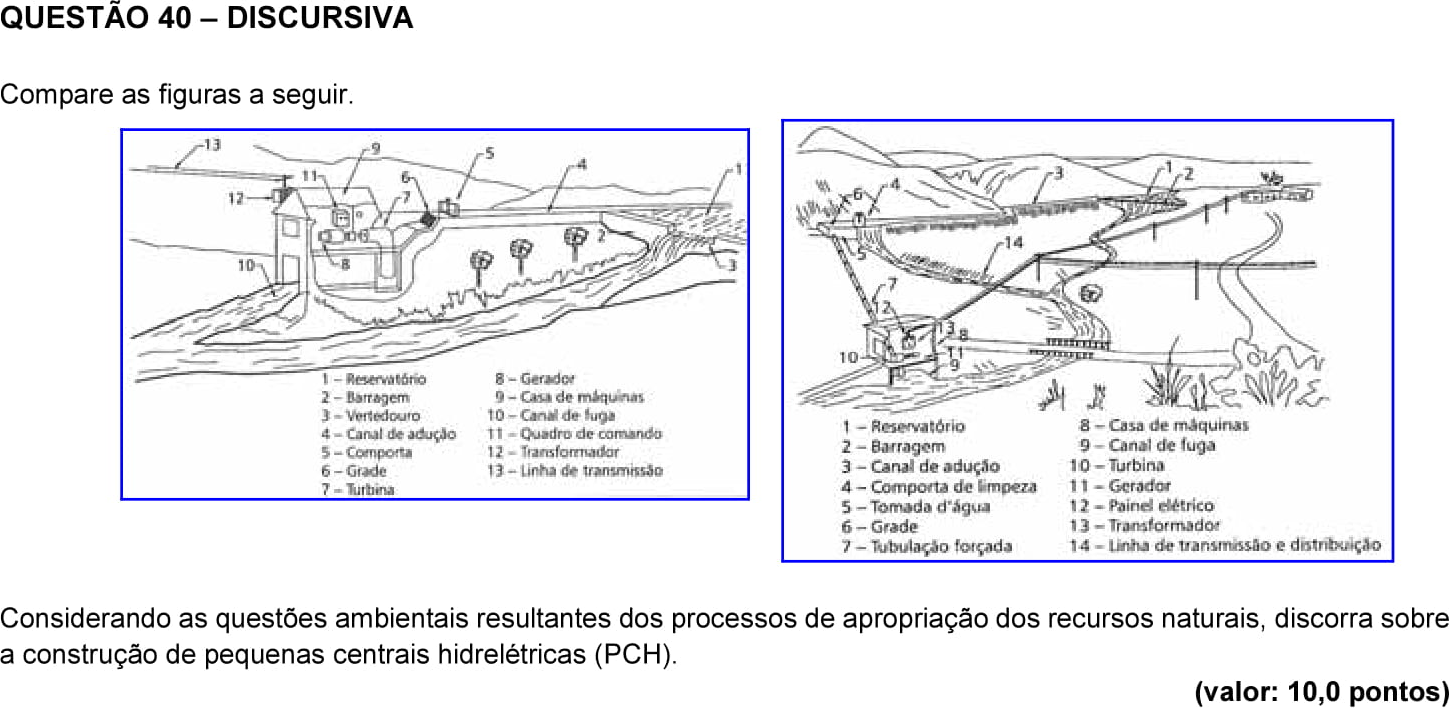 QUESTÃO 40 – DISCURSIVA
Compare as figuras a seguir.
13
9
5
4
11
6
7
11
12
2
8
10
3
1 – Reservatório
2 – Barragem
3 – Vertedouro
4 – Canal de adução
5 – Comporta
6 – Grade
7 – Turbina
8 – Gerador
9 – Casa de máquinas
10 – Canal de fuga
11 – Quadro de comando
12 – Transformador
13 – Linha de transmissão
6
4
3
1
2
5
14
7
12
13
8
10
11
9
1 – Reservatório
2 – Barragem
3 – Canal de adução
4 – Comporta de limpeza
5 – Tomada d'água
6 – Grade
7 – Tubulação forçada
8 – Casa de máquinas
9 – Canal de fuga
10 – Turbina
11 – Gerador
12 – Painel elétrico
13 – Transformador
14 – Linha de transmissão e distribuição
Considerando as questões ambientais resultantes dos processos de apropriação dos recursos naturais, discorra sobre
a construção de pequenas centrais hidrelétricas (PCH).
(valor: 10,0 pontos)